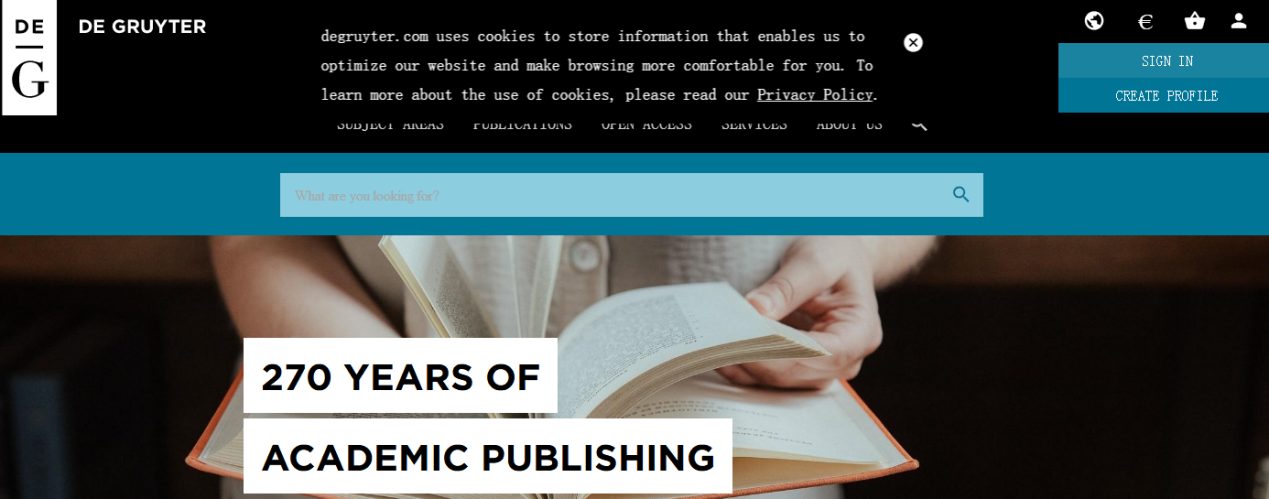 DE
G
DE GRUYTER
degruyter.com uses cookies to store information that enables us to
optimize our website and make browsing more comfortable for you. To
learn more about the use of cookies, please read our Privacy Policy.
€
SIGN IN
CREATE PROFILE
SUBJECT AREAS PUBLICATIONS OPEN ACCESS SERVICES ABOUT US
What are you looking for?
270 YEARS OF
ACADEMIC PUBLISHING